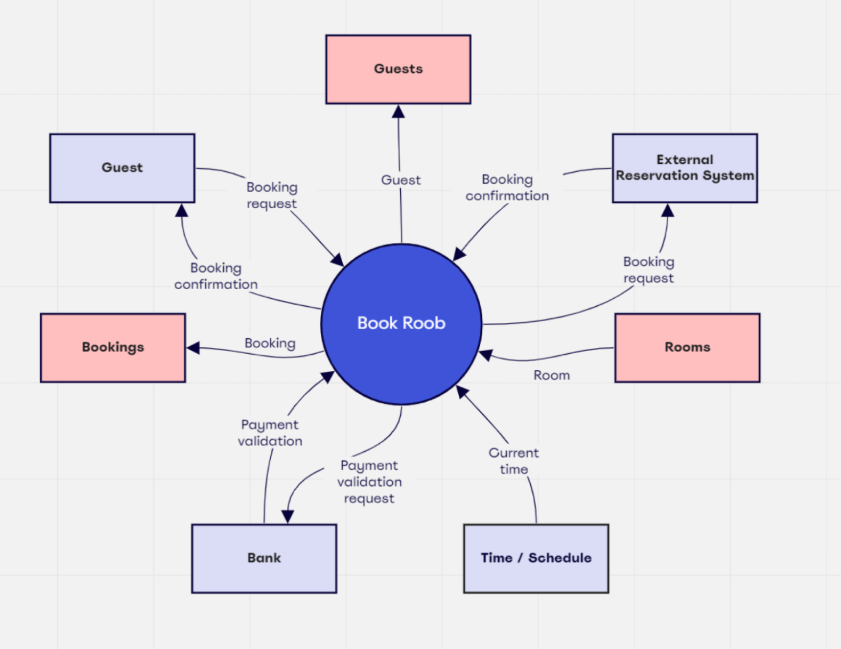 Guests
Guest
External
Reservation System
Guest
Booking
request
Booking
confirmation
Booking
confirmation
Booking
request
Book Roob
Bookings
Booking
Rooms
Room
Payment
validation
Payment
validation
request
Current
time
Bank
Time / Schedule